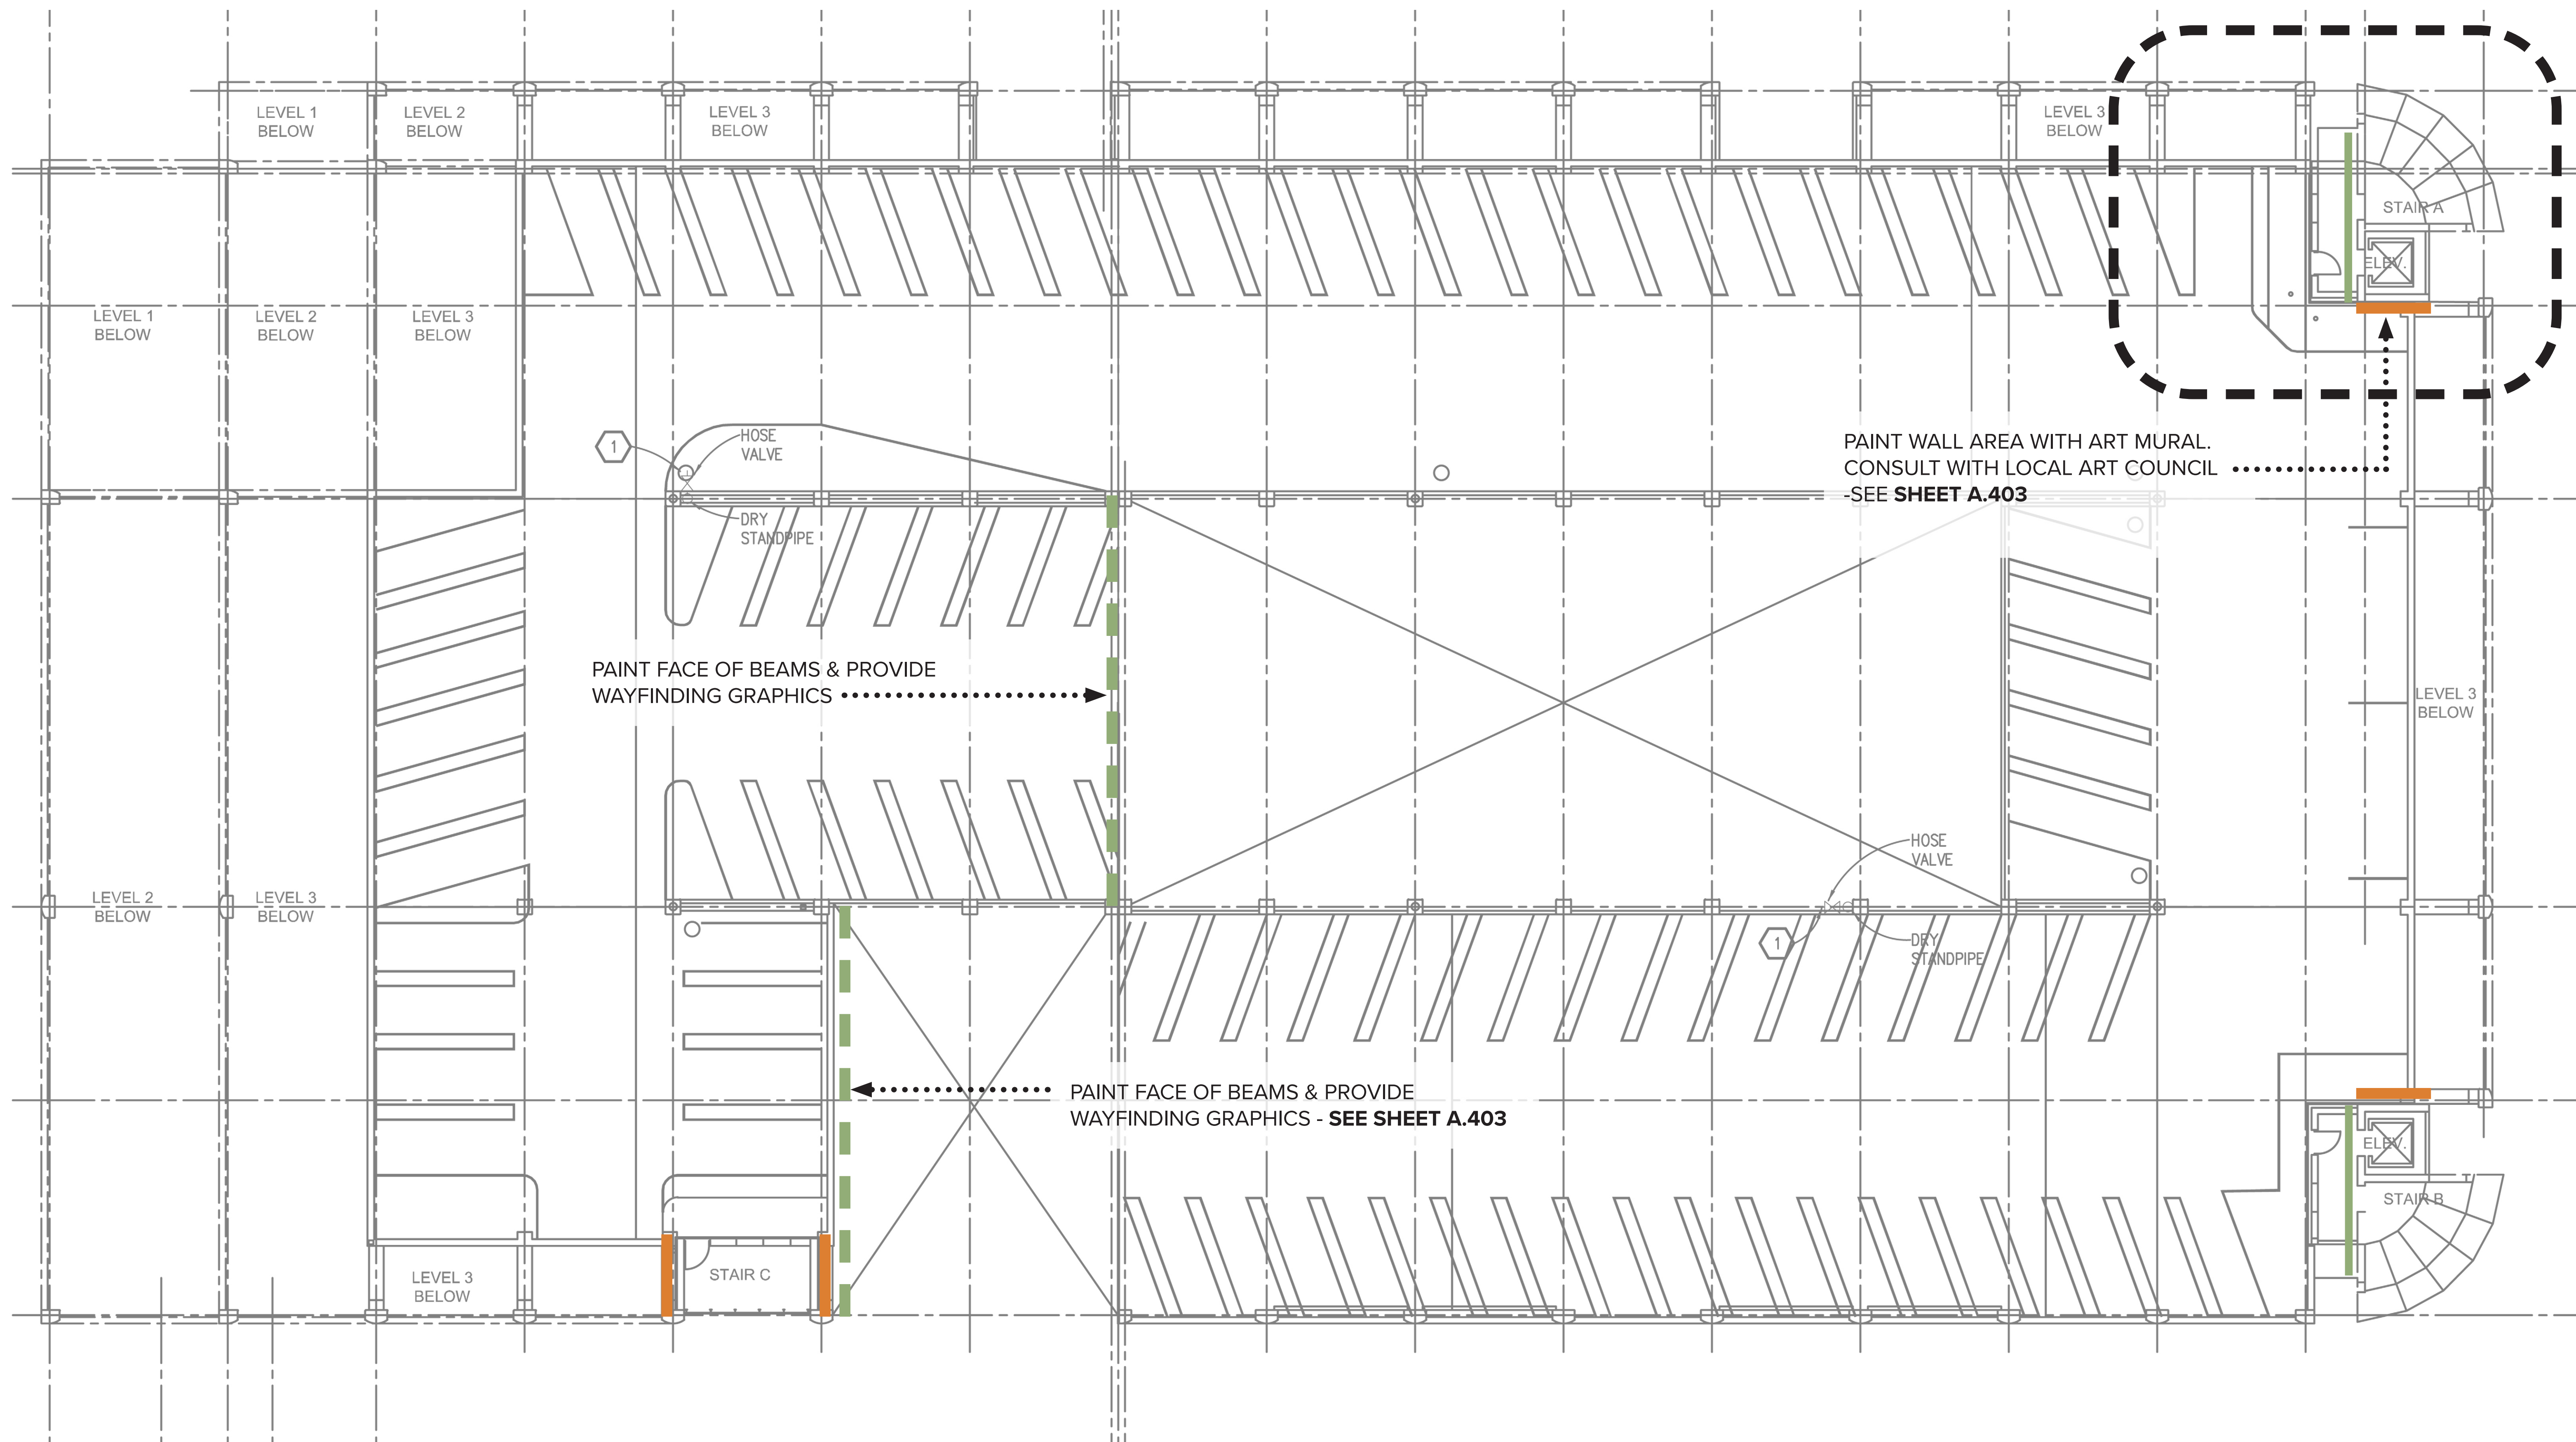 LEVEL 1
BELOW
LEVEL 2
BELOW
LEVEL 3
BELOW
LEVEL 3
BELOW
STAIR A
ELEV.
LEVEL 1
BELOW
LEVEL 2
BELOW
LEVEL 3
BELOW
1
HOSE
VALVE
DRY
STANDPIPE
PAINT WALL AREA WITH ART MURAL.
CONSULT WITH LOCAL ART COUNCIL
-SEE SHEET A.403
PAINT FACE OF BEAMS & PROVIDE
WAYFINDING GRAPHICS
LEVEL 3
BELOW
HOSE
VALVE
1
DRY
STANDPIPE
LEVEL 2
BELOW
LEVEL 3
BELOW
PAINT FACE OF BEAMS & PROVIDE
WAYFINDING GRAPHICS - SEE SHEET A.403
ELEV.
STAIR B
LEVEL 3
BELOW
STAIR C